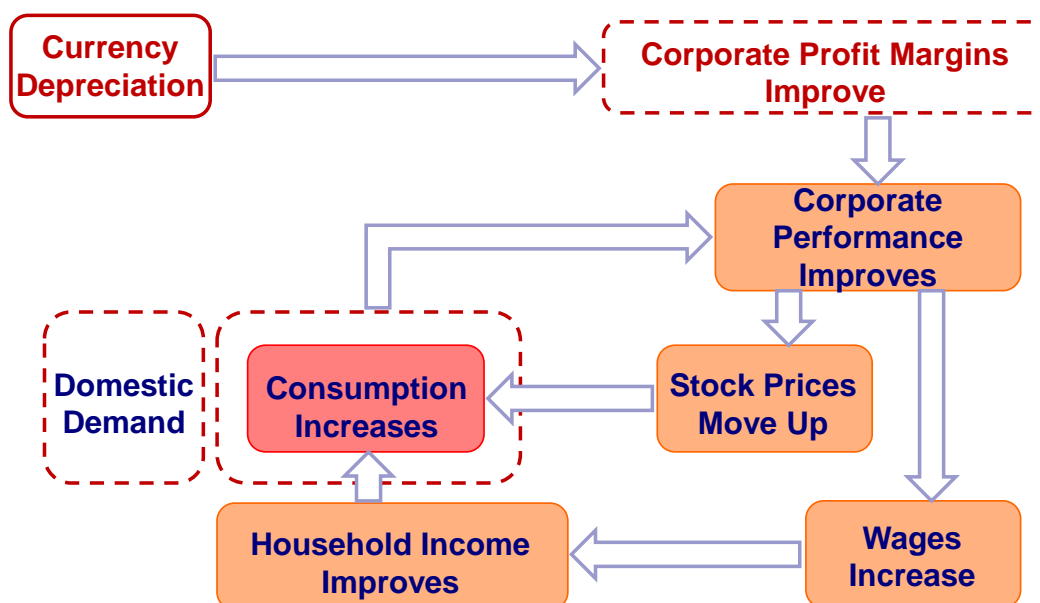 Currency
Depreciation
Corporate Profit Margins
Improve
Corporate
Performance
Improves
Domestic
Demand
Consumption
Increases
Stock Prices
Move Up
Household Income
Improves
Wages
Increase